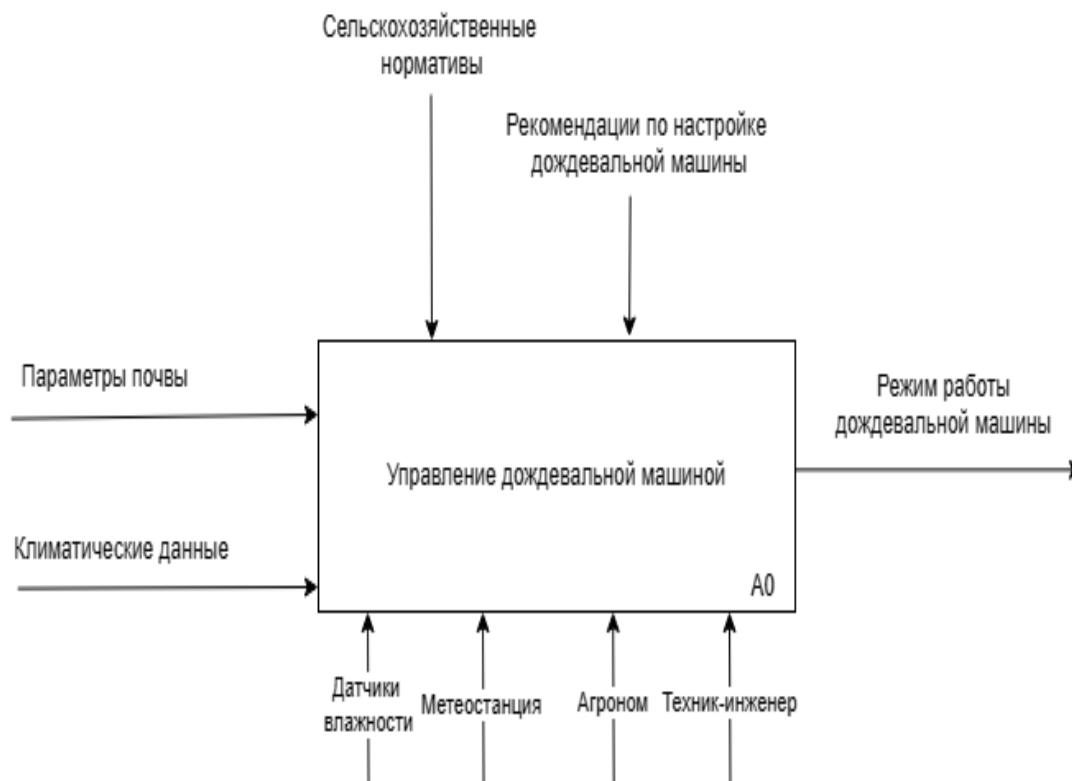 Сельскохозяйственные
нормативы
Рекомендации по настройке
дождевальной машины
Параметры почвы
Режим работы
дождевальной машины
Управление дождевальной машиной
Климатические данные
A0
Датчики
влажности
Метеостанция
Агроном
Техник-инженер